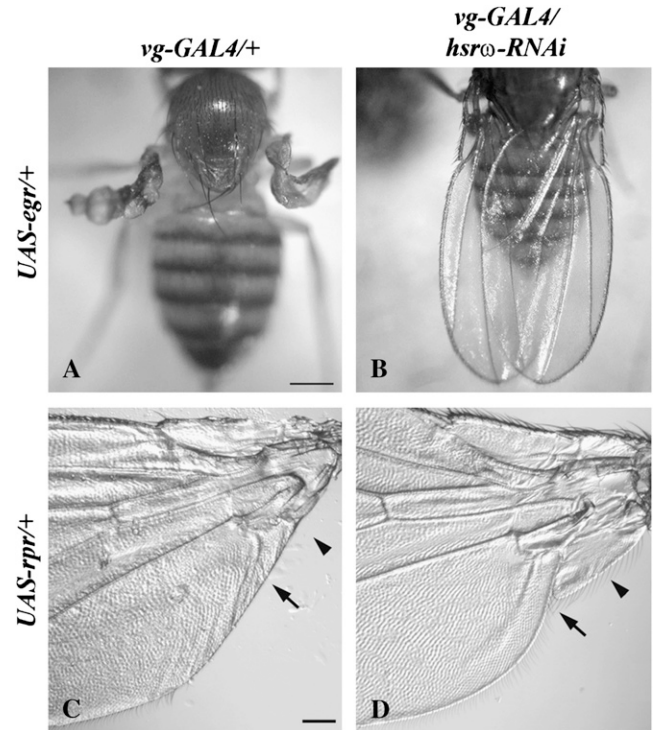 vg-GAL4/+
vg-GAL4/
hsrω-RNAi
UAS-egr/+
A
B
UAS-rpr/+
C
D